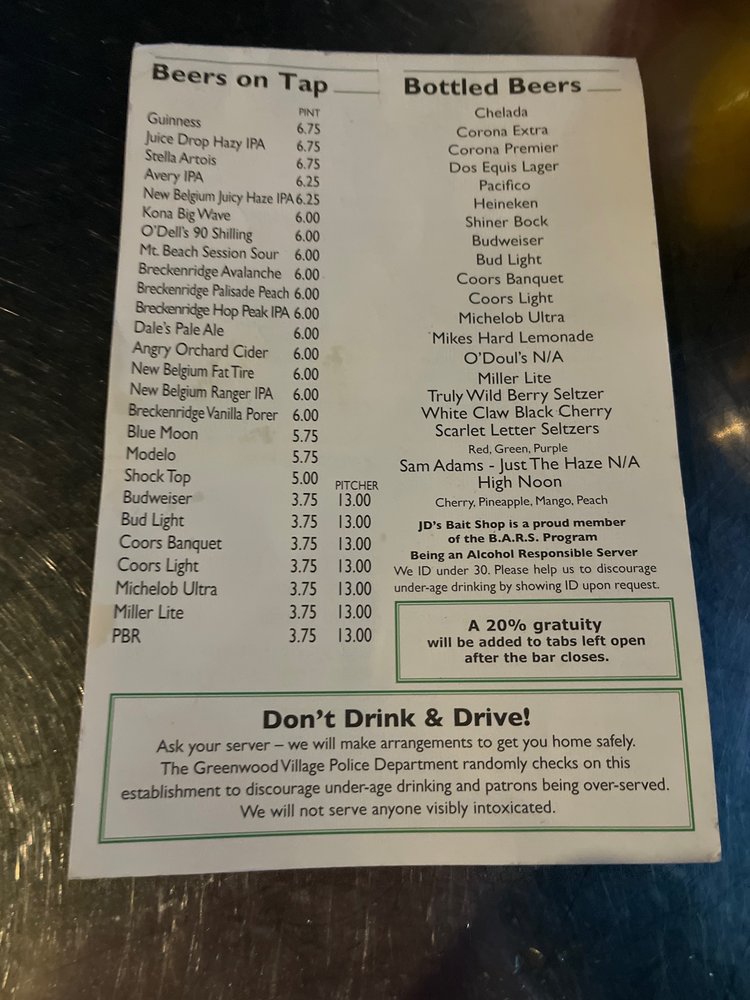 Beers on Tap
PINT
Guinness 6.75
Juice Drop Hazy IPA 6.75
Stella Artois 6.75
Avery IPA 6.25
New Belgium Juicy Haze IPA 6.25
Kona Big Wave 6.00
O'Dell's 90 Shilling 6.00
Mt. Beach Session Sour 6.00
Breckenridge Avalanche 6.00
Breckenridge Palisade Peach 6.00
Breckenridge Hop Peak IPA 6.00
Dale's Pale Ale 6.00
Angry Orchard Cider 6.00
New Belgium Fat Tire 6.00
New Belgium Ranger IPA 6.00
Breckenridge Vanilla Porer 6.00
Blue Moon 5.75
Modelo 5.75
Shock Top 5.00
PITCHER
Budweiser 3.75 13.00
Bud Light 3.75 13.00
Coors Banquet 3.75 13.00
Coors Light 3.75 13.00
Michelob Ultra 3.75 13.00
Miller Lite 3.75 13.00
PBR 3.75 13.00
Bottled Beers
Chelada
Corona Extra
Corona Premier
Dos Equis Lager
Pacifico
Heineken
Shiner Bock
Budweiser
Bud Light
Coors Banquet
Coors Light
Michelob Ultra
Mikes Hard Lemonade
O'Doul's N/A
Miller Lite
Truly Wild Berry Seltzer
White Claw Black Cherry
Scarlet Letter Seltzers
Red, Green, Purple
Sam Adams - Just The Haze N/A
High Noon
Cherry, Pineapple, Mango, Peach
JD's Bait Shop is a proud member
of the B.A.R.S. Program
Being an Alcohol Responsible Server
We ID under 30. Please help us to discourage
under-age drinking by showing ID upon request.
A 20% gratuity
will be added to tabs left open
after the bar closes.
Don't Drink & Drive!
Ask your server – we will make arrangements to get you home safely.
The Greenwood Village Police Department randomly checks on this
establishment to discourage under-age drinking and patrons being over-served.
We will not serve anyone visibly intoxicated.